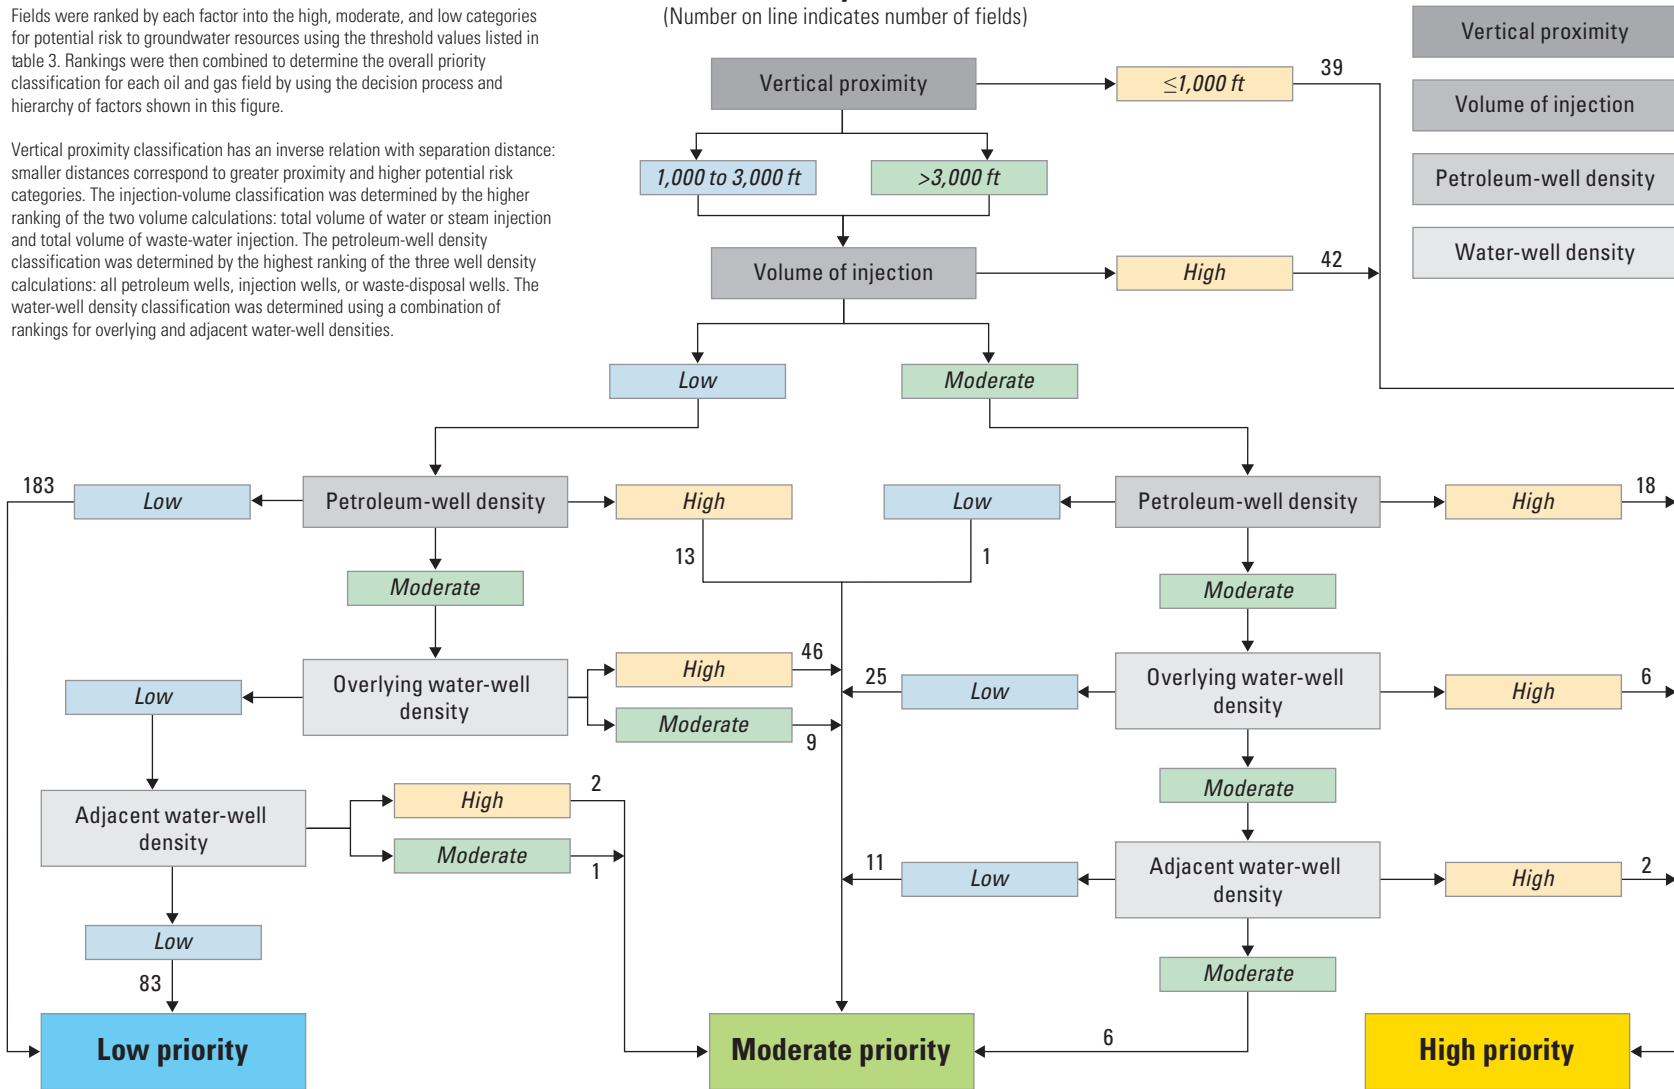 Fields were ranked by each factor into the high, moderate, and low categories
for potential risk to groundwater resources using the threshold values listed in
table 3. Rankings were then combined to determine the overall priority
classification for each oil and gas field by using the decision process and
hierarchy of factors shown in this figure.
Vertical proximity classification has an inverse relation with separation distance:
smaller distances correspond to greater proximity and higher potential risk
categories. The injection-volume classification was determined by the higher
ranking of the two volume calculations: total volume of water or steam injection
and total volume of waste-water injection. The petroleum-well density
classification was determined by the highest ranking of the three well density
calculations: all petroleum wells, injection wells, or waste-disposal wells. The
water-well density classification was determined using a combination of
rankings for overlying and adjacent water-well densities.
(Number on line indicates number of fields)
Vertical proximity
Volume of injection
Petroleum-well density
Water-well density
Vertical proximity
≤1,000 ft
39
1,000 to 3,000 ft
>3,000 ft
Volume of injection
High
42
Low
Moderate
183
Low
Petroleum-well density
High
13
Low
1
Petroleum-well density
High
18
Moderate
Moderate
Low
Overlying water-well
density
High
46
Moderate
9
25
Low
Overlying water-well
density
High
6
Moderate
Adjacent water-well
density
High
2
Moderate
1
11
Low
Adjacent water-well
density
High
2
Low
83
Moderate
6
Low priority
Moderate priority
High priority